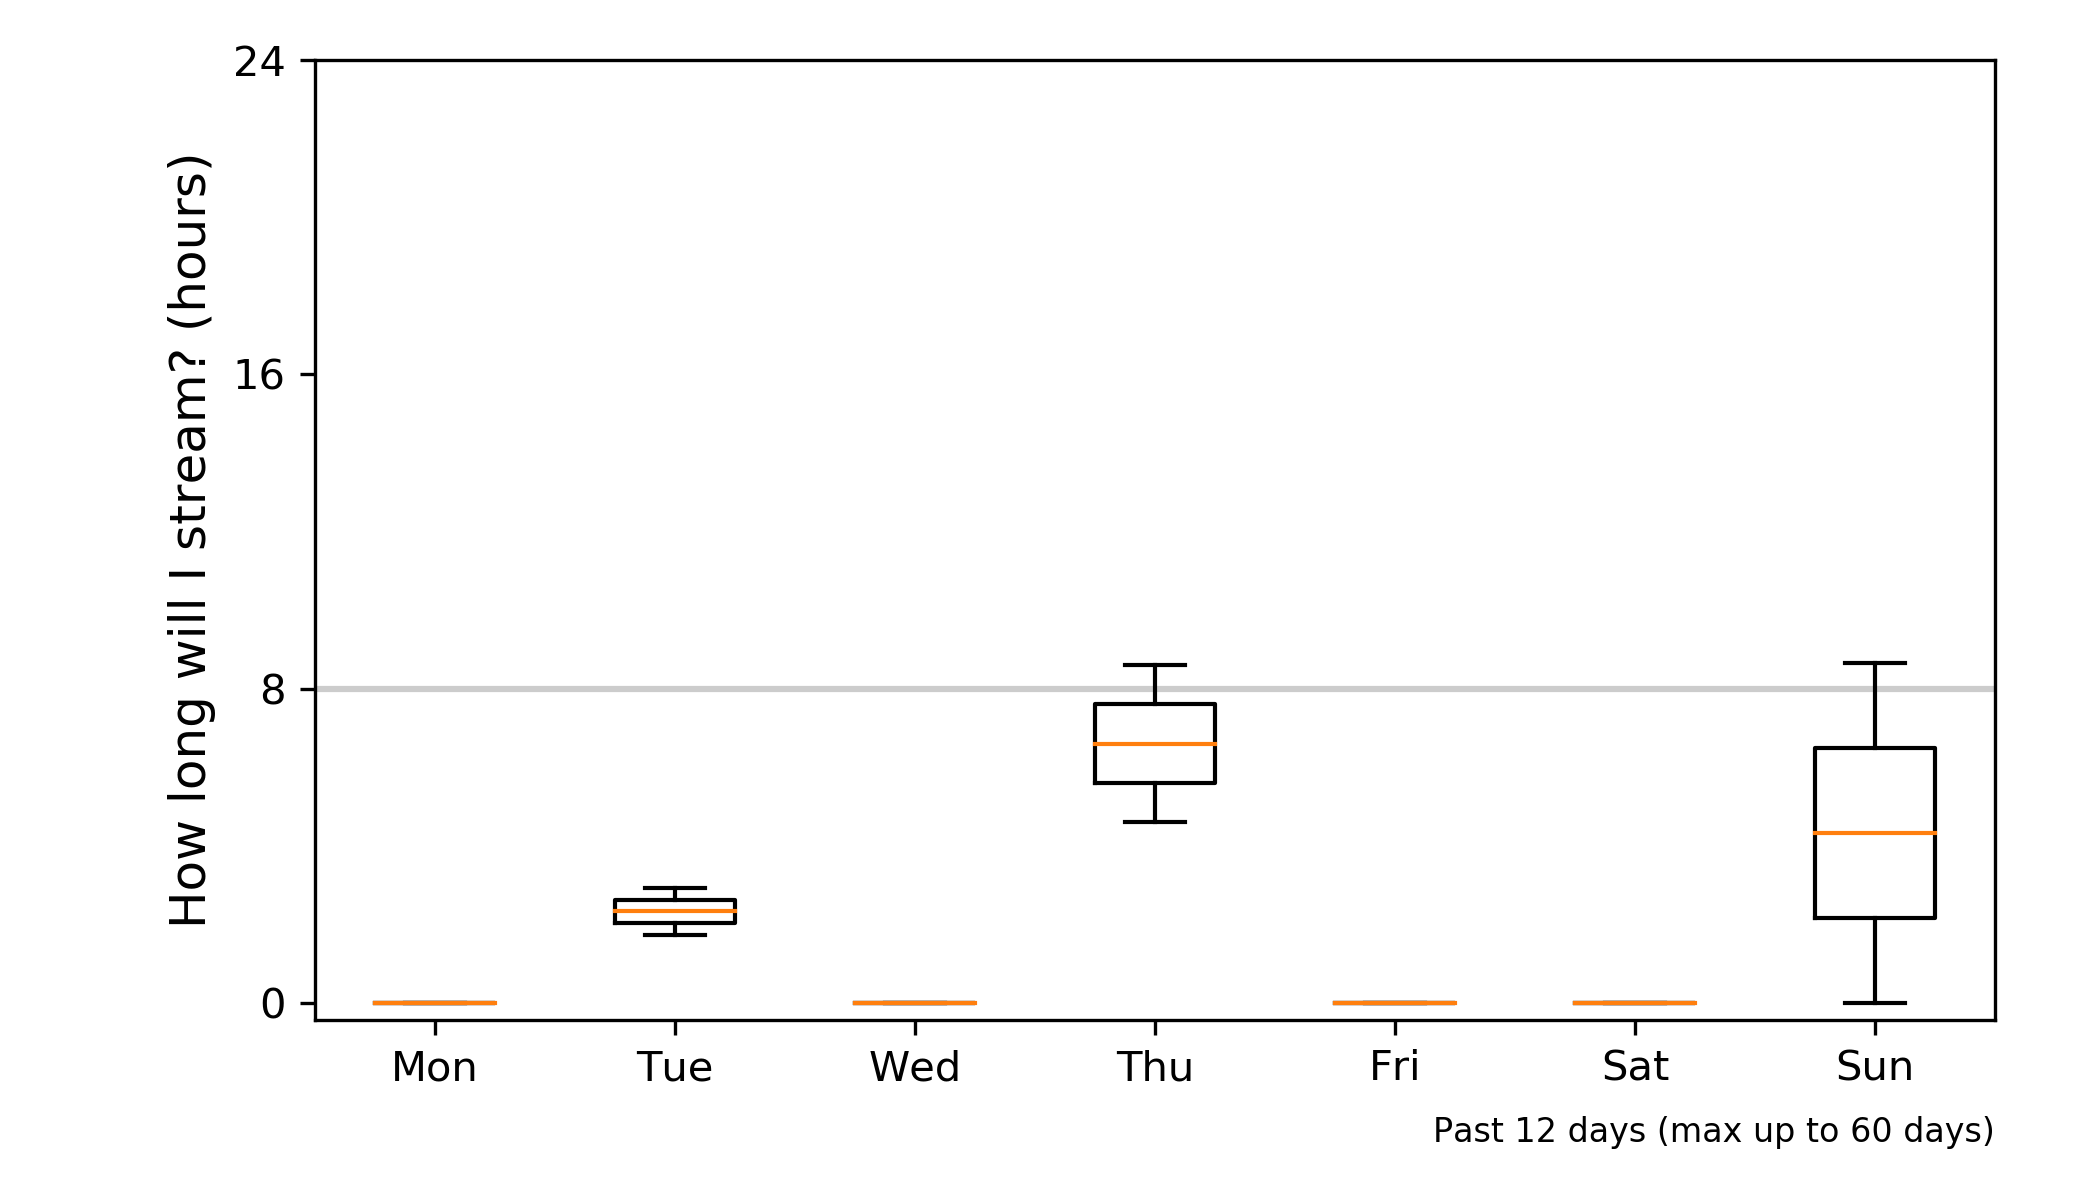 How long will I stream? (hours)
24
16
8
0
Mon Tue Wed Thu Fri Sat Sun
Past 12 days (max up to 60 days)